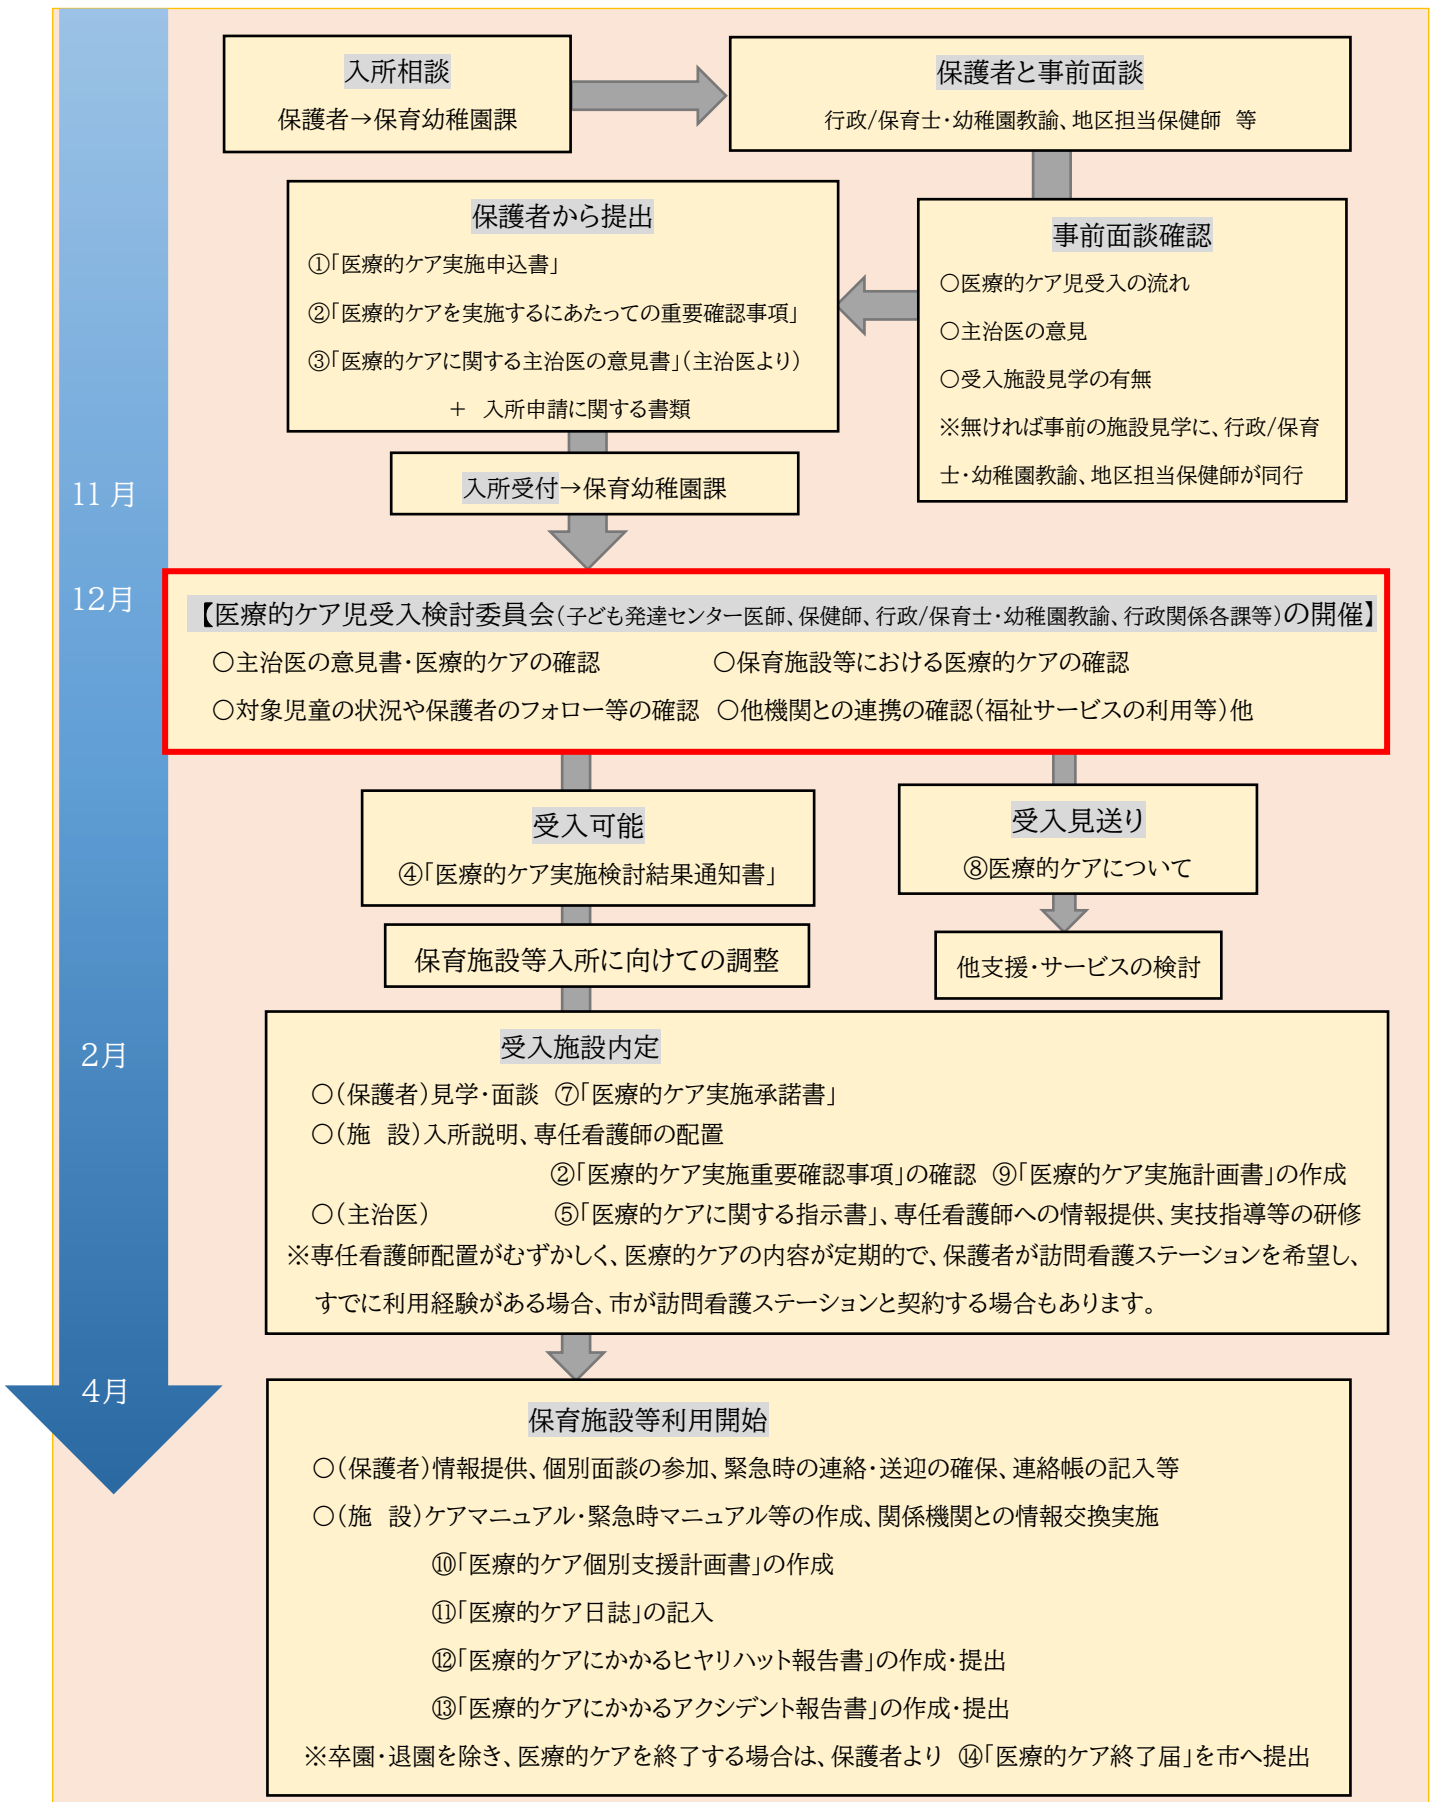 入所相談
保護者→保育幼稚園課
保護者と事前面談
行政/保育士・幼稚園教諭、地区担当保健師　等
事前面談確認
○医療的ケア児受入の流れ
○主治医の意見
○受入施設見学の有無
※無ければ事前の施設見学に、行政/保育
士・幼稚園教諭、地区担当保健師が同行
保護者から提出
①「医療的ケア実施申込書」
②「医療的ケアを実施するにあたっての重要確認事項」
③「医療的ケアに関する主治医の意見書」（主治医より）
＋　入所申請に関する書類
11月
入所受付→保育幼稚園課
12月
【医療的ケア児受入検討委員会（子ども発達センター医師、保健師、行政/保育士・幼稚園教諭、行政関係各課等）の開催】
○主治医の意見書・医療的ケアの確認　○保育施設等における医療的ケアの確認
○対象児童の状況や保護者のフォロー等の確認　○他機関との連携の確認（福祉サービスの利用等）他
受入可能
④「医療的ケア実施検討結果通知書」
受入見送り
⑧医療的ケアについて
保育施設等入所に向けての調整
他支援・サービスの検討
2月
受入施設内定
○（保護者）見学・面談　⑦「医療的ケア実施承諾書」
○（施　設）入所説明、専任看護師の配置
②「医療的ケア実施重要確認事項」の確認　⑨「医療的ケア実施計画書」の作成
○（主治医）　⑤「医療的ケアに関する指示書」、専任看護師への情報提供、実技指導等の研修
※専任看護師配置がむずかしく、医療的ケアの内容が定期的で、保護者が訪問看護ステーションを希望し、
すでに利用経験がある場合、市が訪問看護ステーションと契約する場合もあります。
4月
保育施設等利用開始
○（保護者）情報提供、個別面談の参加、緊急時の連絡・送迎の確保、連絡帳の記入等
○（施　設）ケアマニュアル・緊急時マニュアル等の作成、関係機関との情報交換実施
⑩「医療的ケア個別支援計画書」の作成
⑪「医療的ケア日誌」の記入
⑫「医療的ケアにかかるヒヤリハット報告書」の作成・提出
⑬「医療的ケアにかかるアクシデント報告書」の作成・提出
※卒園・退園を除き、医療的ケアを終了する場合は、保護者より　⑭「医療的ケア終了届」を市へ提出